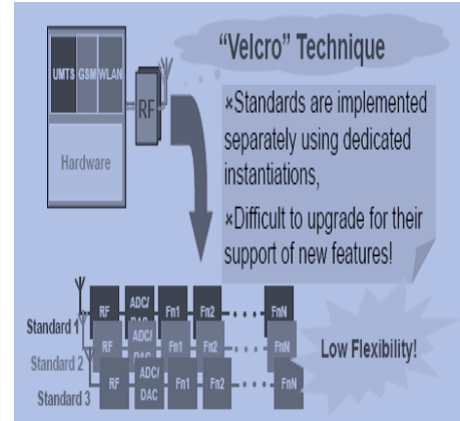 "Velcro" Technique
UMTS GSM WLAN
RF
Hardware
×Standards are implemented
separately using dedicated
instantiations,
×Difficult to upgrade for their
support of new features!
RF ADC/ DAC Fn1 Fn2 FnN
Standard 1
RF ADC/ DAC Fn1 Fn2 FnN
Standard 2
RF ADC/ DAC Fn1 Fn2 FnN
Standard 3
Low Flexibility!